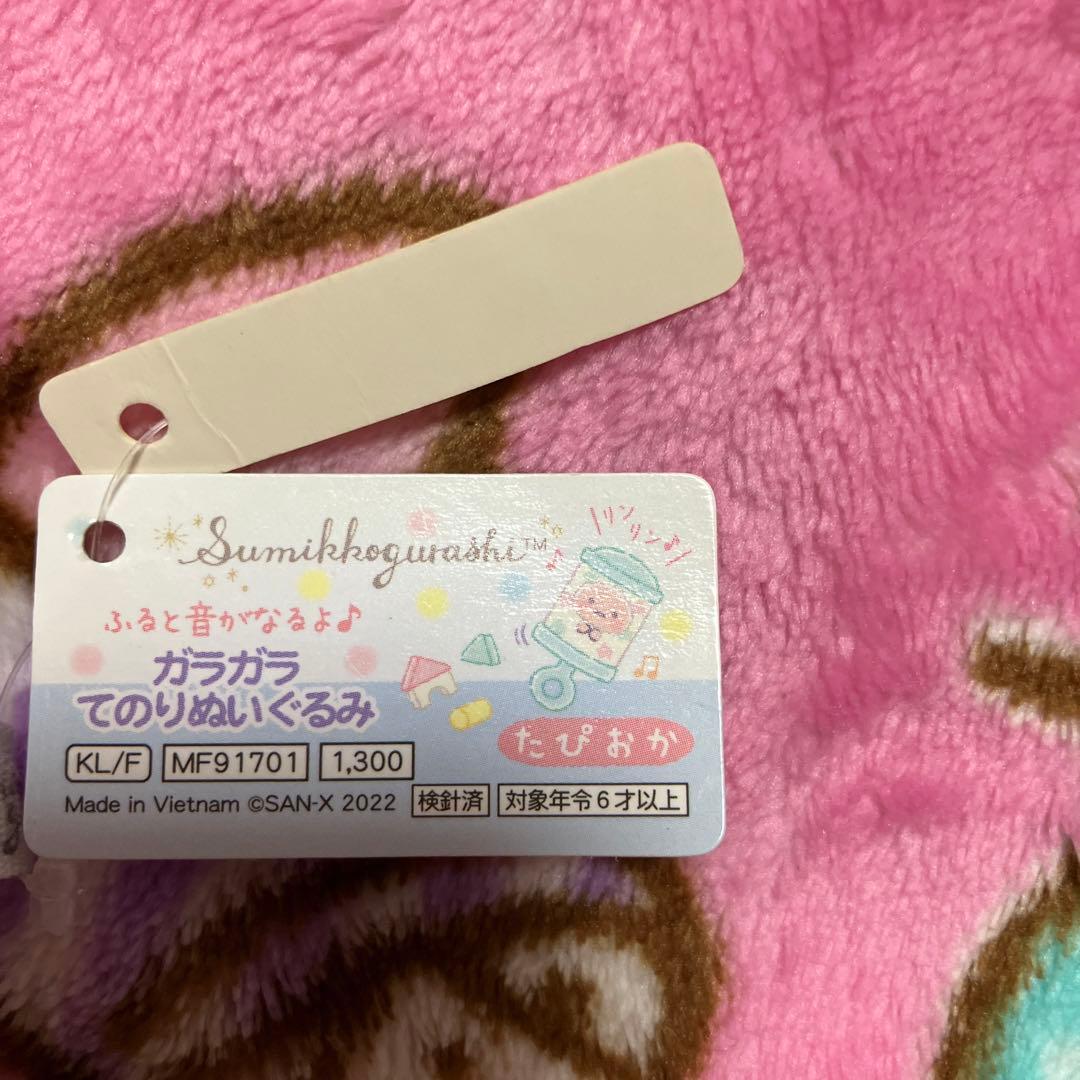 Sumikkogurashi™
リンリン♪
ふると音がなるよ♪
ガラガラ
てのりぬいぐるみ
たぴおか
KL/F MF91701 1,300
Made in Vietnam ©SAN-X 2022 検針済 対象年令6才以上